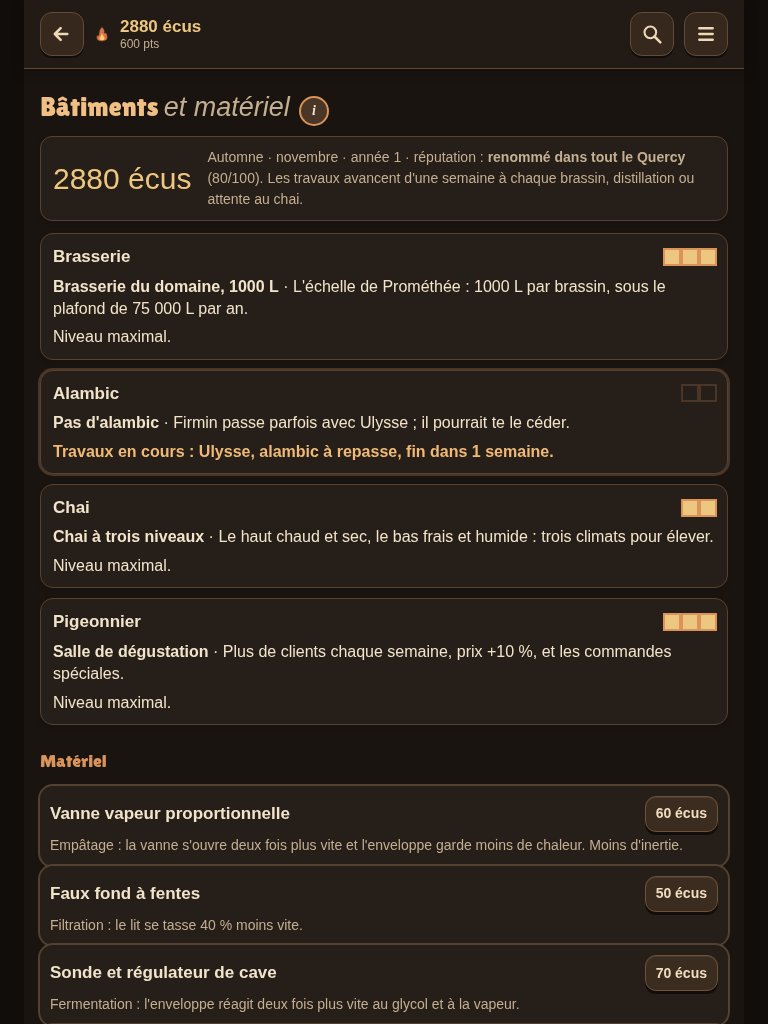 2880 écus
600 pts
Bâtiments et matériel i
2880 écus
Automne · novembre · année 1 · réputation : renommé dans tout le Quercy
(80/100). Les travaux avancent d'une semaine à chaque brassin, distillation ou
attente au chai.
Brasserie
Brasserie du domaine, 1000 L · L'échelle de Prométhée : 1000 L par brassin, sous le
plafond de 75 000 L par an.
Niveau maximal.
Alambic
Pas d'alambic · Firmin passe parfois avec Ulysse ; il pourrait te le céder.
Travaux en cours : Ulysse, alambic à repasse, fin dans 1 semaine.
Chai
Chai à trois niveaux · Le haut chaud et sec, le bas frais et humide : trois climats pour élever.
Niveau maximal.
Pigeonnier
Salle de dégustation · Plus de clients chaque semaine, prix +10 %, et les commandes
spéciales.
Niveau maximal.
Matériel
Vanne vapeur proportionnelle
60 écus
Empâtage : la vanne s'ouvre deux fois plus vite et l'enveloppe garde moins de chaleur. Moins d'inertie.
Faux fond à fentes
50 écus
Filtration : le lit se tasse 40 % moins vite.
Sonde et régulateur de cave
70 écus
Fermentation : l'enveloppe réagit deux fois plus vite au glycol et à la vapeur.